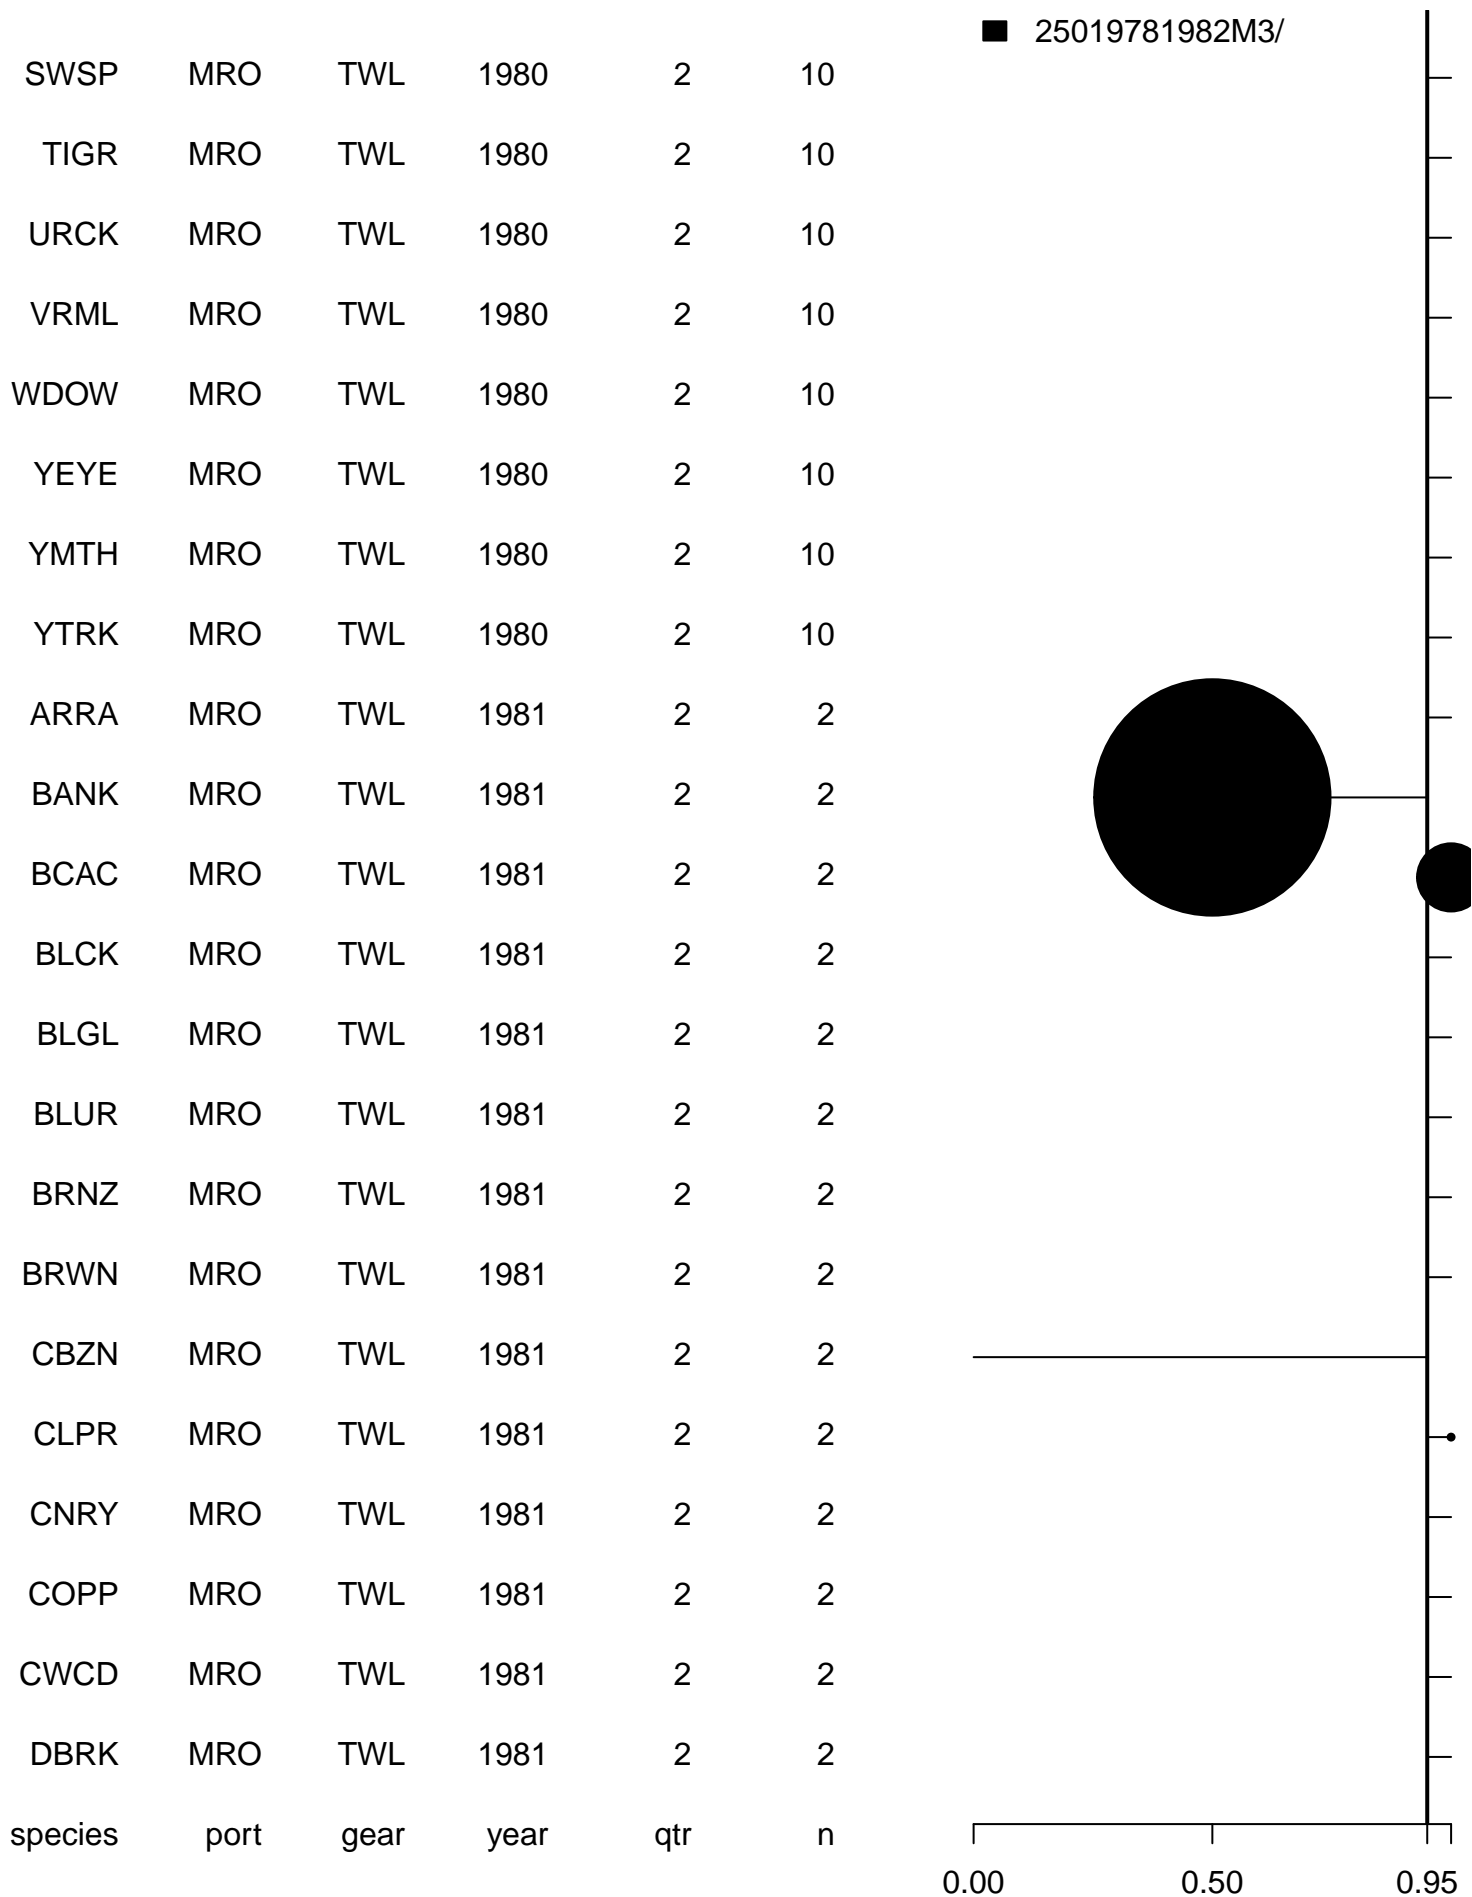 25019781982M3/
SWSP MRO TWL 1980 2 10
TIGR MRO TWL 1980 2 10
URCK MRO TWL 1980 2 10
VRML MRO TWL 1980 2 10
WDOW MRO TWL 1980 2 10
YEYE MRO TWL 1980 2 10
YMTH MRO TWL 1980 2 10
YTRK MRO TWL 1980 2 10
ARRA MRO TWL 1981 2 2
BANK MRO TWL 1981 2 2
BCAC MRO TWL 1981 2 2
BLCK MRO TWL 1981 2 2
BLGL MRO TWL 1981 2 2
BLUR MRO TWL 1981 2 2
BRNZ MRO TWL 1981 2 2
BRWN MRO TWL 1981 2 2
CBZN MRO TWL 1981 2 2
CLPR MRO TWL 1981 2 2
CNRY MRO TWL 1981 2 2
COPP MRO TWL 1981 2 2
CWCD MRO TWL 1981 2 2
DBRK MRO TWL 1981 2 2
species port gear year qtr n
0.00 0.50 0.95